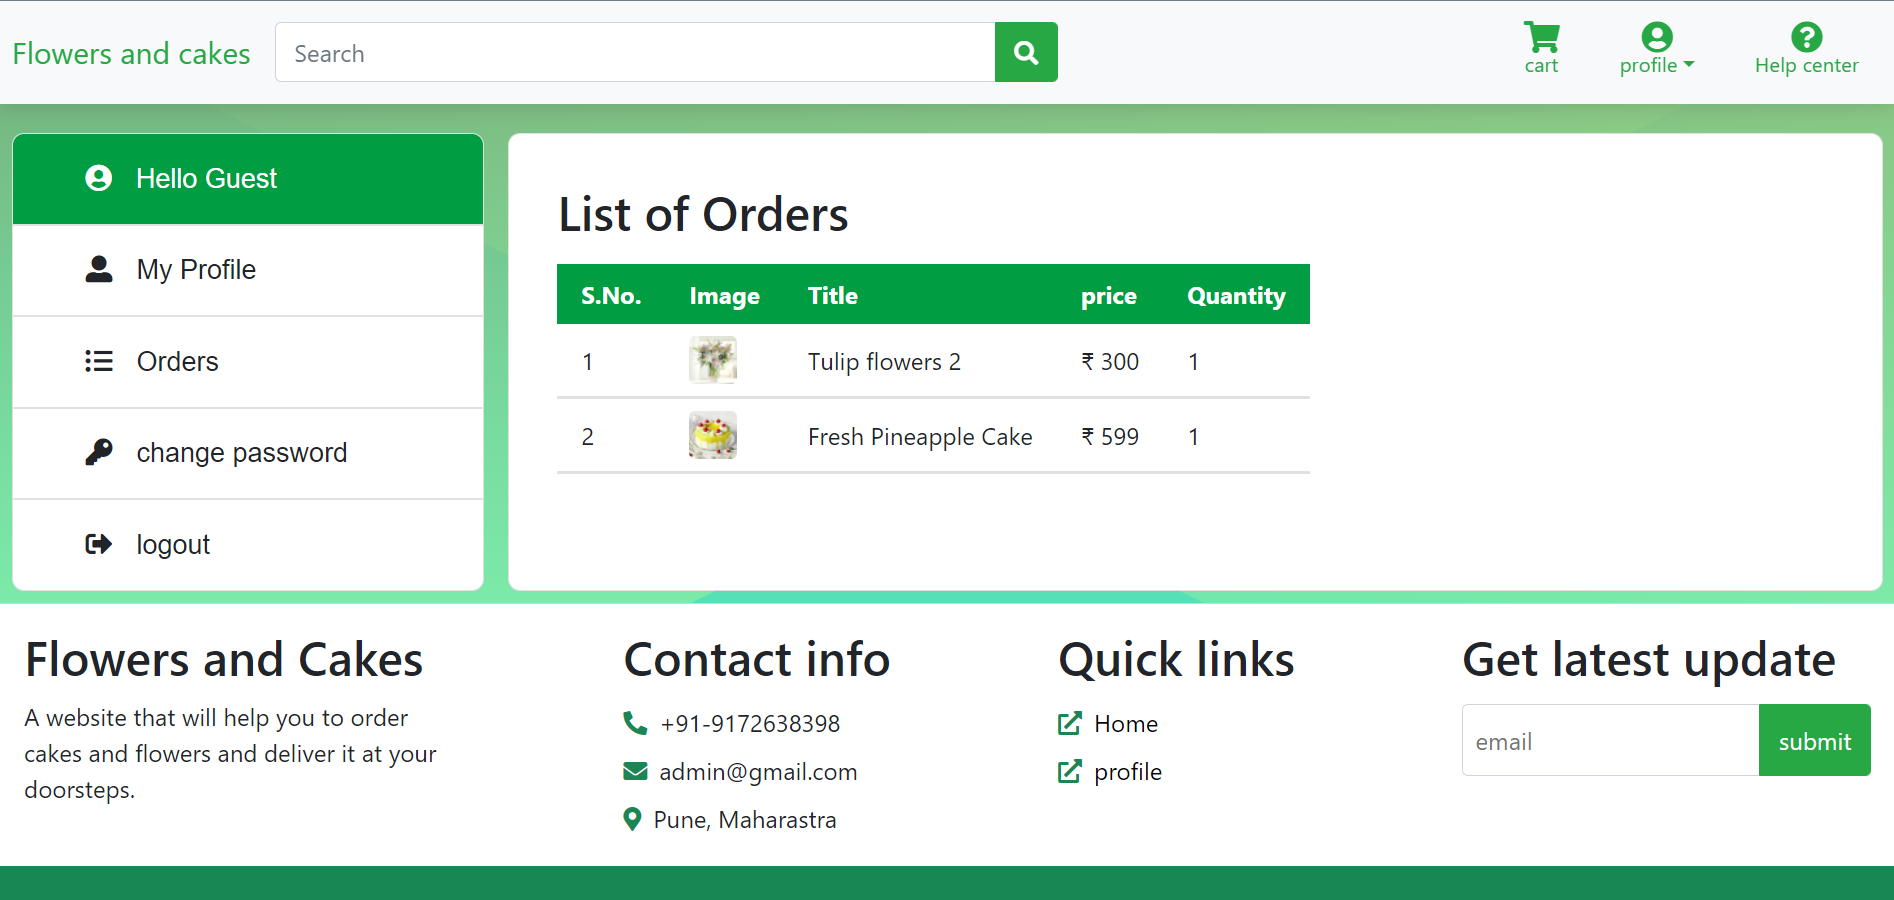 Flowers and cakes
Search
cart
profile
Help center
Hello Guest
My Profile
Orders
change password
logout
List of Orders
S.No. Image Title price Quantity
1 Tulip flowers 2 ₹ 300 1
2 Fresh Pineapple Cake ₹ 599 1
Flowers and Cakes
A website that will help you to order
cakes and flowers and deliver it at your
doorsteps.
Contact info
+91-9172638398
admin@gmail.com
Pune, Maharastra
Quick links
Home
profile
Get latest update
email
submit